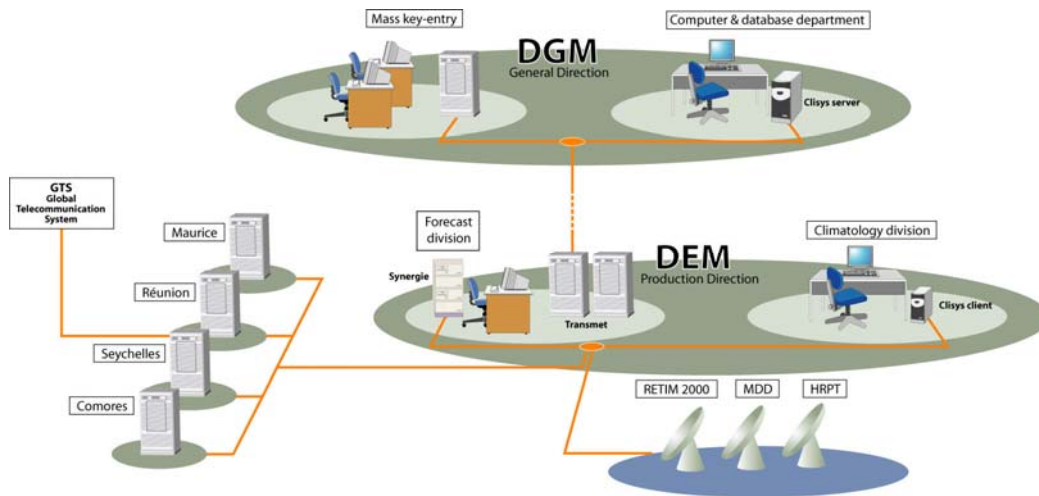 Mass key-entry
Computer & database department
DGM
General Direction
Clisys server
GTS
Global
Telecommunication
System
Maurice
Forecast
division
DEM
Production Direction
Climatology division
Synergie
Réunion
Transmet
Clisys client
Seychelles
Comores
RETIM 2000
MDD
HRPT